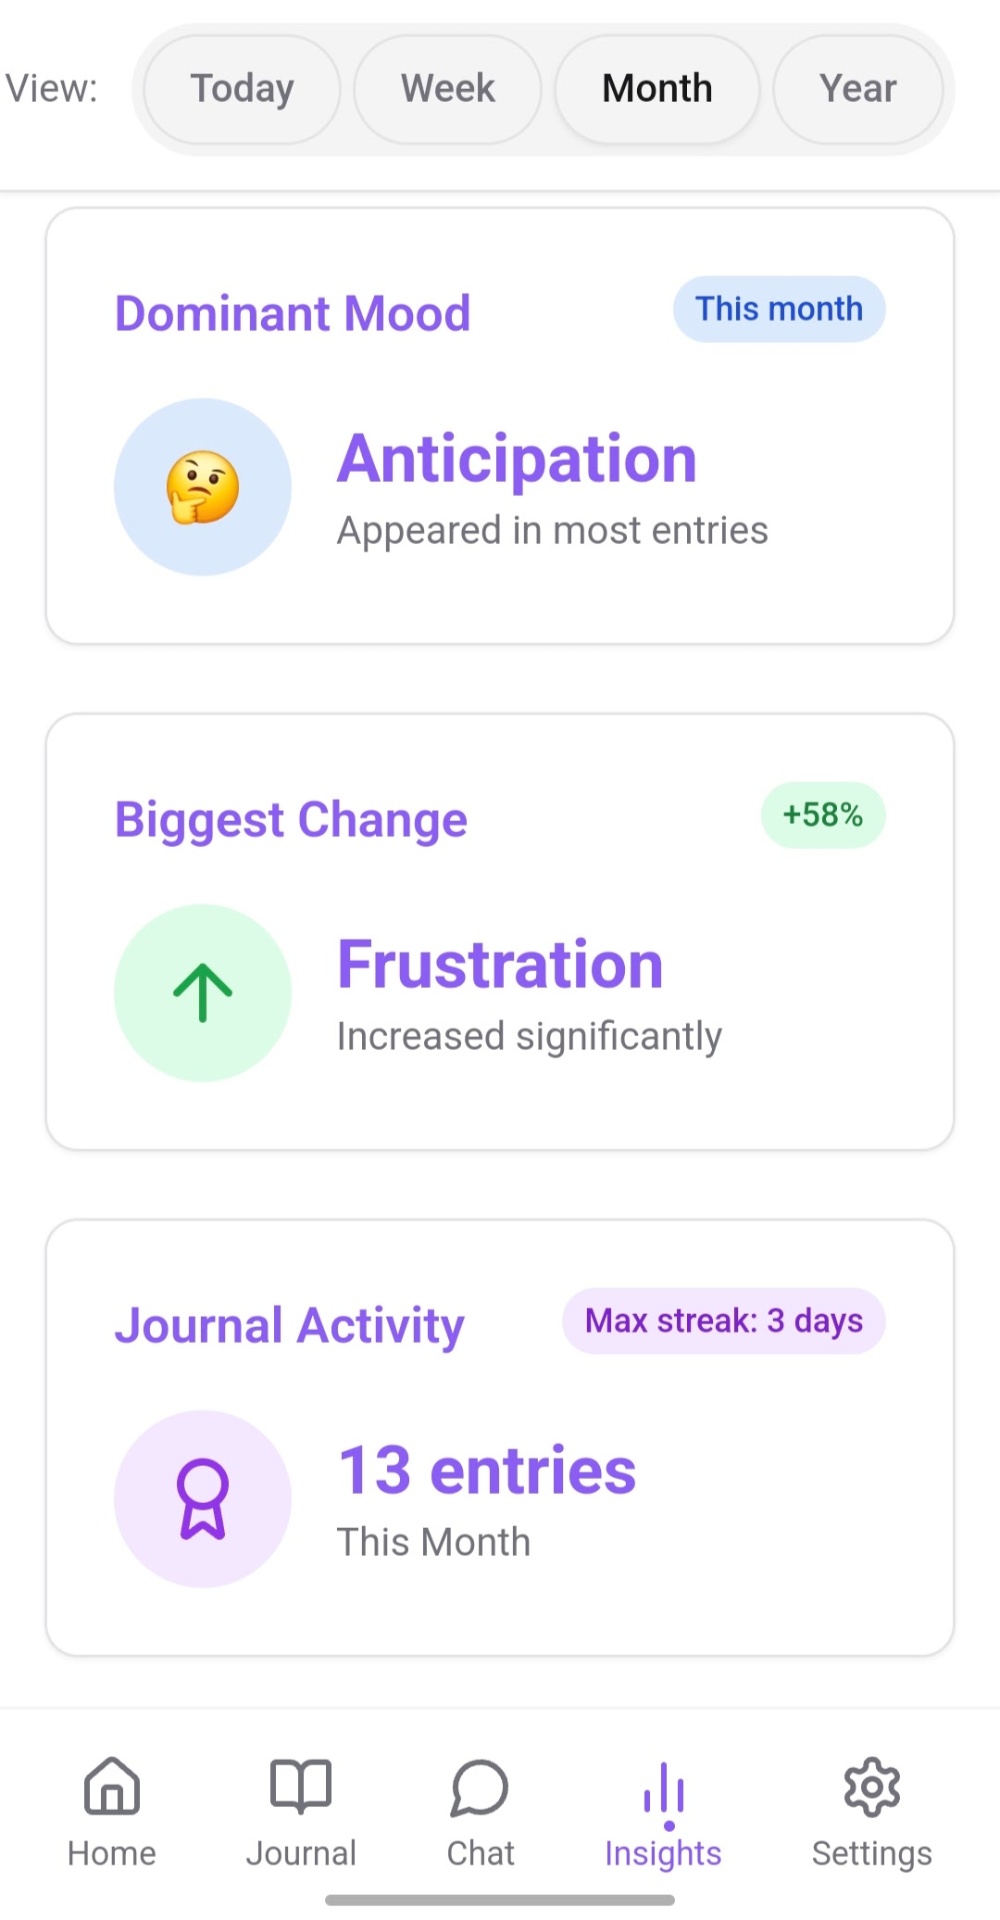 View: Today Week Month Year
Dominant Mood This month
Anticipation
Appeared in most entries
Biggest Change +58%
Frustration
Increased significantly
Journal Activity Max streak: 3 days
13 entries
This Month
Home Journal Chat Insights Settings